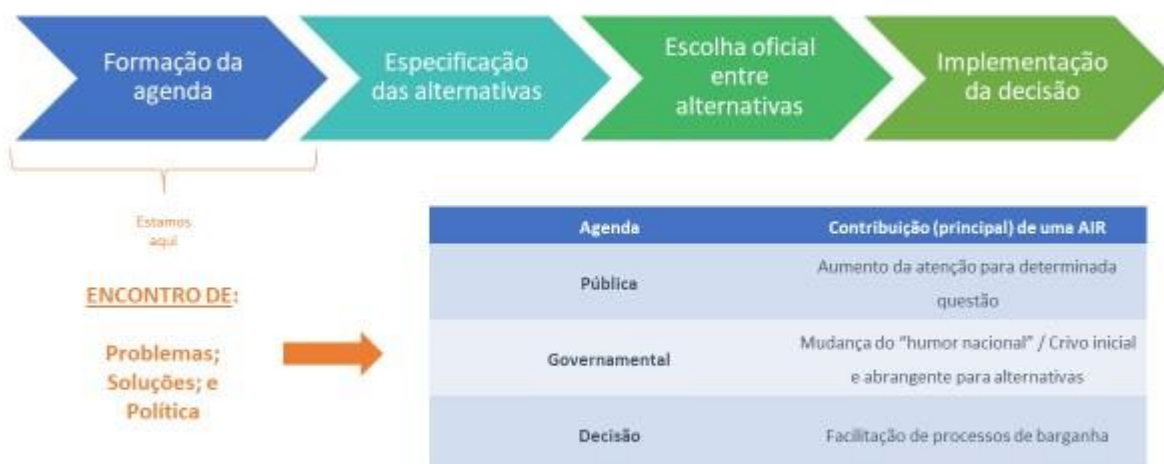 Formação da
agenda
Especificação
das alternativas
Escolha oficial
entre
alternativas
Implementação
da decisão
Estamos
aqui
ENCONTRO DE:
Problemas;
Soluções; e
Política
Agenda
Contribuição (principal) de uma AIR
Pública
Aumento da atenção para determinada
questão
Governamental
Mudança do “humor nacional” / Crivo inicial
e abrangente para alternativas
Decisão
Facilitação de processos de barganha